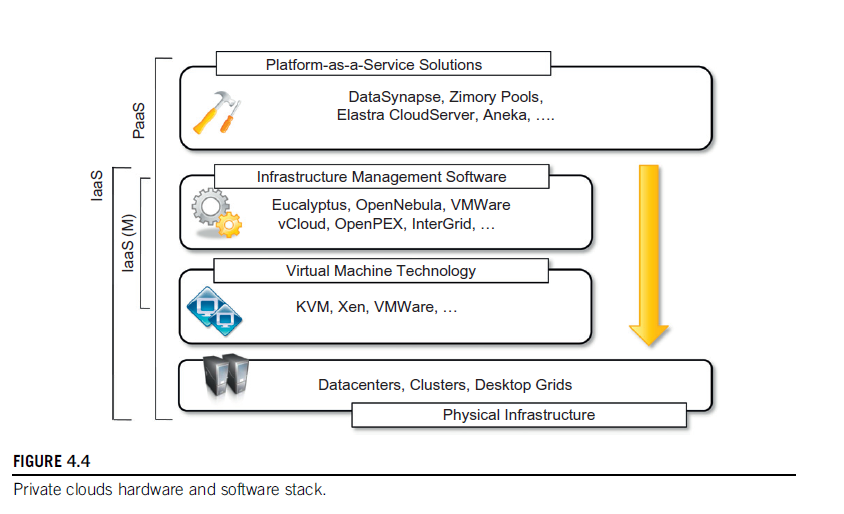 Platform-as-a-Service Solutions
DataSynapse, Zimory Pools,
Elastra CloudServer, Aneka, ….
PaaS
IaaS
IaaS (M)
Infrastructure Management Software
Eucalyptus, OpenNebula, VMWare
vCloud, OpenPEX, InterGrid, …
Virtual Machine Technology
KVM, Xen, VMWare, …
Datacenters, Clusters, Desktop Grids
Physical Infrastructure
FIGURE 4.4
Private clouds hardware and software stack.